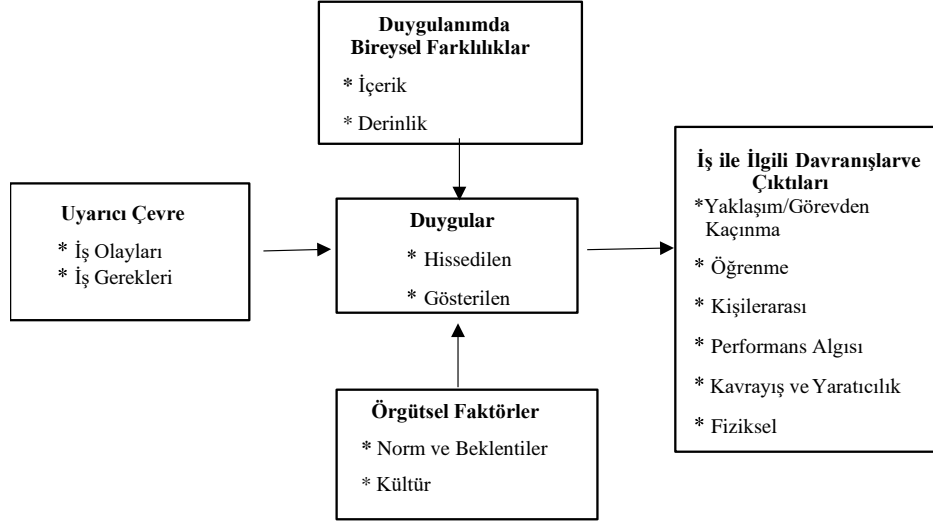 Duygulanımda
Bireysel Farklılıklar
* İçerik
* Derinlik
Uyarıcı Çevre
* İş Olayları
* İş Gerekleri
Duygular
* Hissedilen
* Gösterilen
İş ile İlgili Davranışlarve
Çıktıları
*Yaklaşım/Görevden
Kaçınma
* Öğrenme
* Kişilerarası
* Performans Algısı
* Kavrayış ve Yaratıcılık
* Fiziksel
Örgütsel Faktörler
* Norm ve Beklentiler
* Kültür